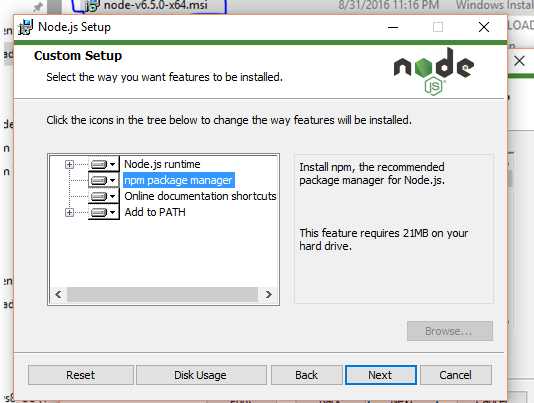 node-v6.5.0-x64.msi 8/31/2016 11:16 PM Windows Install
Node.js Setup
Custom Setup
Select the way you want features to be installed.
node
JS
Click the icons in the tree below to change the way features will be installed.
Node.js runtime
npm package manager
Online documentation shortcuts
Add to PATH
Install npm, the recommended
package manager for Node.js.
This feature requires 21MB on your
hard drive.
Browse...
Reset Disk Usage Back Next Cancel